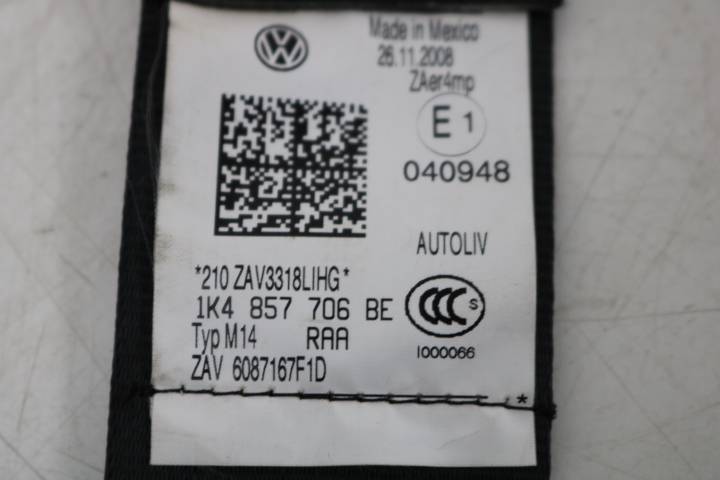 Made in Mexico
26.11.2008
ZAer4mp
E1
040948
AUTOLIV
*210 ZAV3318LIHG*
1K4 857 706 BE
CCC S
Typ M14 RAA
I000066
ZAV 6087167F1D
*